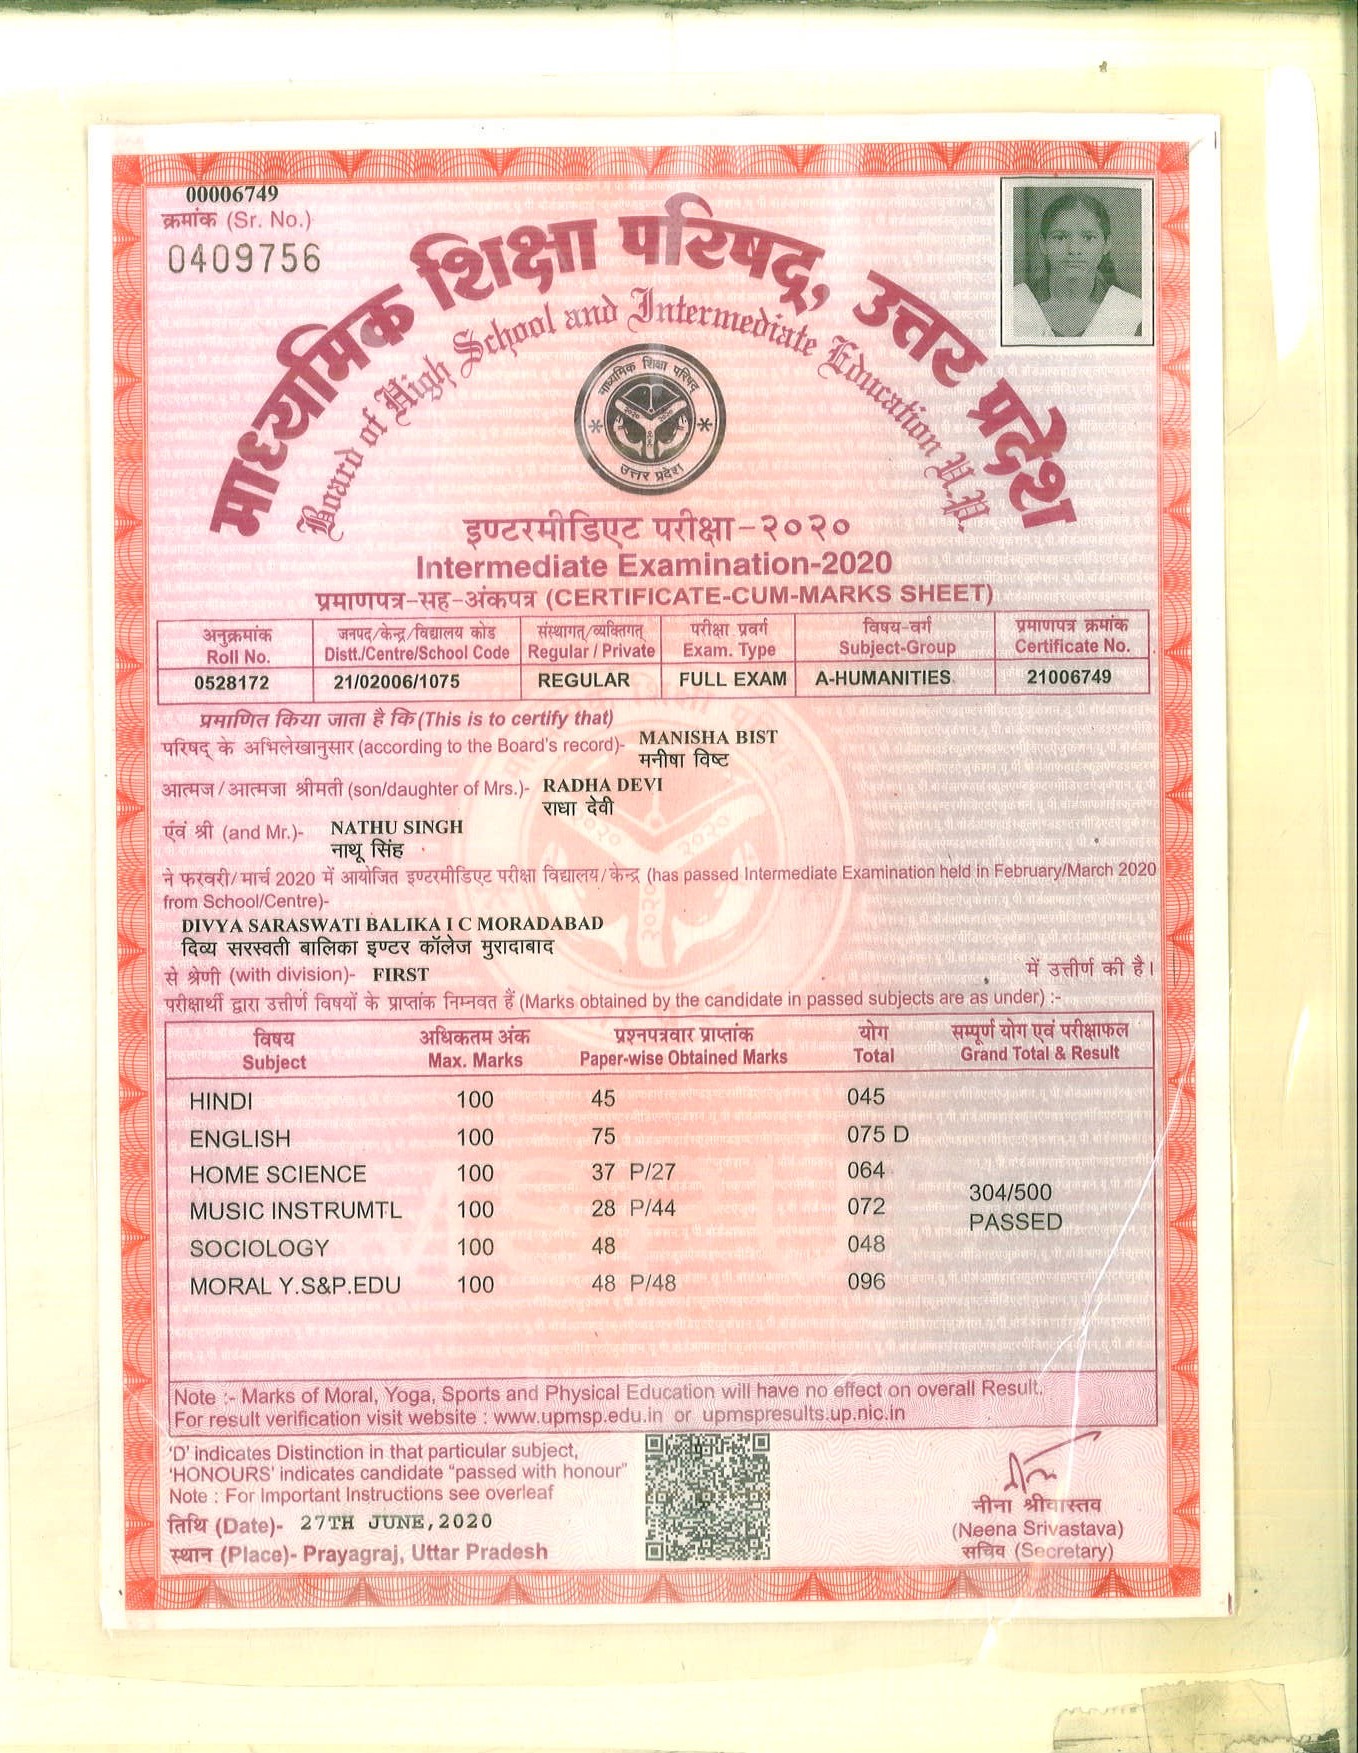 00006749
क्रमांक (Sr. No.)
0409756
माध्यमिक शिक्षा परिषद्, उत्तर प्रदेश
Board of High School and Intermediate Education U.P.
माध्यमिक शिक्षा परिषद्
उत्तर प्रदेश
इण्टरमीडिएट परीक्षा-२०२०
Intermediate Examination-2020
प्रमाणपत्र-सह-अंकपत्र (CERTIFICATE-CUM-MARKS SHEET)
अनुक्रमांक जनपद/केन्द्र/विद्यालय कोड संस्थागत्/व्यक्तिगत् परीक्षा प्रवर्ग विषय-वर्ग प्रमाणपत्र क्रमांक
Roll No. Distt./Centre/School Code Regular / Private Exam. Type Subject-Group Certificate No.
0528172 21/02006/1075 REGULAR FULL EXAM A-HUMANITIES 21006749
प्रमाणित किया जाता है कि (This is to certify that)
परिषद् के अभिलेखानुसार (according to the Board's record)- MANISHA BIST
मनीषा विष्ट
आत्मज/आत्मजा श्रीमती (son/daughter of Mrs.)- RADHA DEVI
राधा देवी
एवं श्री (and Mr.)- NATHU SINGH
नाथू सिंह
ने फरवरी/मार्च 2020 में आयोजित इण्टरमीडिएट परीक्षा विद्यालय/केन्द्र (has passed Intermediate Examination held in February/March 2020
from School/Centre)-
DIVYA SARASWATI BALIKA I C MORADABAD
दिव्य सरस्वती बालिका इण्टर कॉलेज मुरादाबाद
से श्रेणी (with division)- FIRST में उत्तीर्ण की है।
परीक्षार्थी द्वारा उत्तीर्ण विषयों के प्राप्तांक निम्नवत हैं (Marks obtained by the candidate in passed subjects are as under) :-
विषय अधिकतम अंक प्रश्नपत्रवार प्राप्तांक योग सम्पूर्ण योग एवं परीक्षाफल
Subject Max. Marks Paper-wise Obtained Marks Total Grand Total & Result
HINDI 100 45 045
ENGLISH 100 75 075 D
HOME SCIENCE 100 37 P/27 064
304/500
MUSIC INSTRUMTL 100 28 P/44 072
PASSED
SOCIOLOGY 100 48 048
MORAL Y.S&P.EDU 100 48 P/48 096
Note :- Marks of Moral, Yoga, Sports and Physical Education will have no effect on overall Result.
For result verification visit website : www.upmsp.edu.in or upmspresults.up.nic.in
'D' indicates Distinction in that particular subject,
'HONOURS' indicates candidate "passed with honour"
Note : For Important Instructions see overleaf
तिथि (Date)- 27TH JUNE,2020
स्थान (Place)- Prayagraj, Uttar Pradesh
नीना श्रीवास्तव
(Neena Srivastava)
सचिव (Secretary)